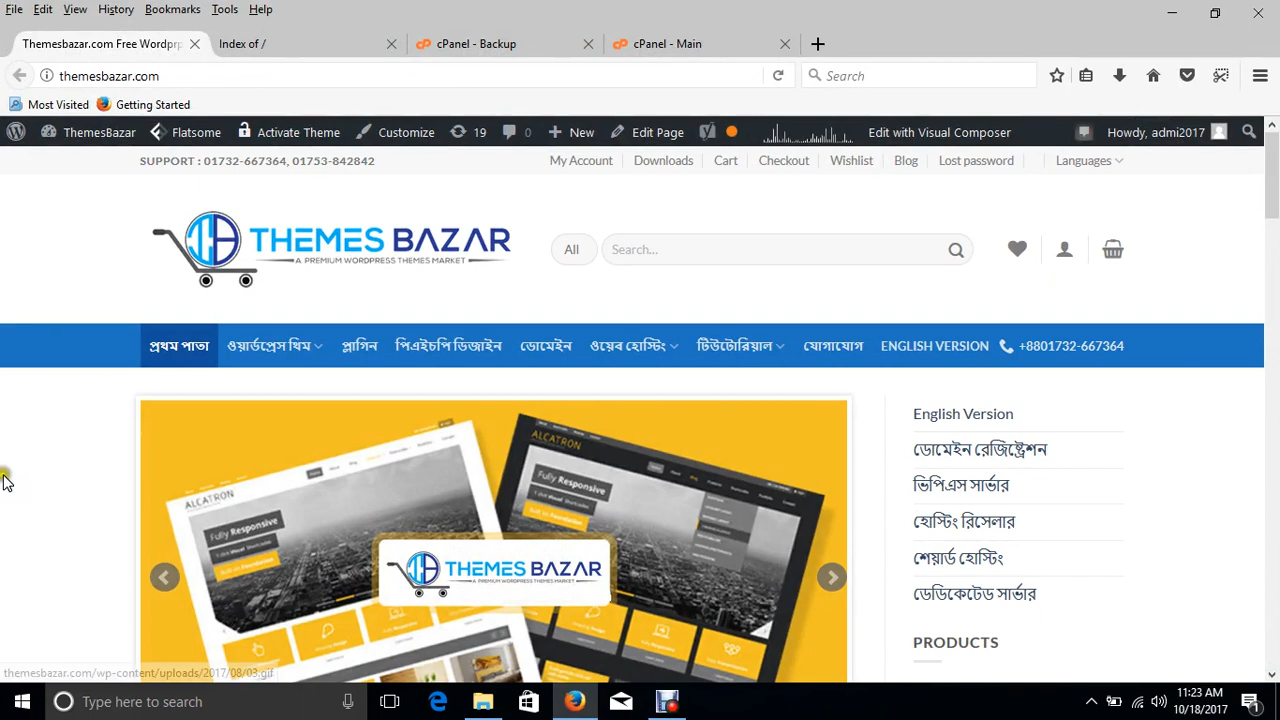 File Edit View History Bookmarks Tools Help
Themesbazar.com Free Wordpr
Index of /
cPanel - Backup
cPanel - Main
themesbazar.com
Search
Most Visited Getting Started
ThemesBazar Flatsome Activate Theme Customize 19 0 New Edit Page Edit with Visual Composer Howdy, admi2017
SUPPORT : 01732-667364, 01753-842842 My Account Downloads Cart Checkout Wishlist Blog Lost password Languages
THEMES BAZAR
A PREMIUM WORDPRESS THEMES MARKET
All Search...
প্রথম পাতা ওয়ার্ডপ্রেস থিম প্লাগিন পিএইচপি ডিজাইন ডোমেইন ওয়েব হোস্টিং টিউটোরিয়াল যোগাযোগ ENGLISH VERSION +8801732-667364
ALCATRON
Fully Responsive
ALCATRON
Fully Responsive
THEMES BAZAR
A PREMIUM WORDPRESS THEMES MARKET
English Version
ডোমেইন রেজিস্ট্রেশন
ভিপিএস সার্ভার
হোস্টিং রিসেলার
শেয়ার্ড হোস্টিং
ডেডিকেটেড সার্ভার
PRODUCTS
themesbazar.com/wp-content/uploads/2017/08/03.gif
Type here to search
11:23 AM
10/18/2017